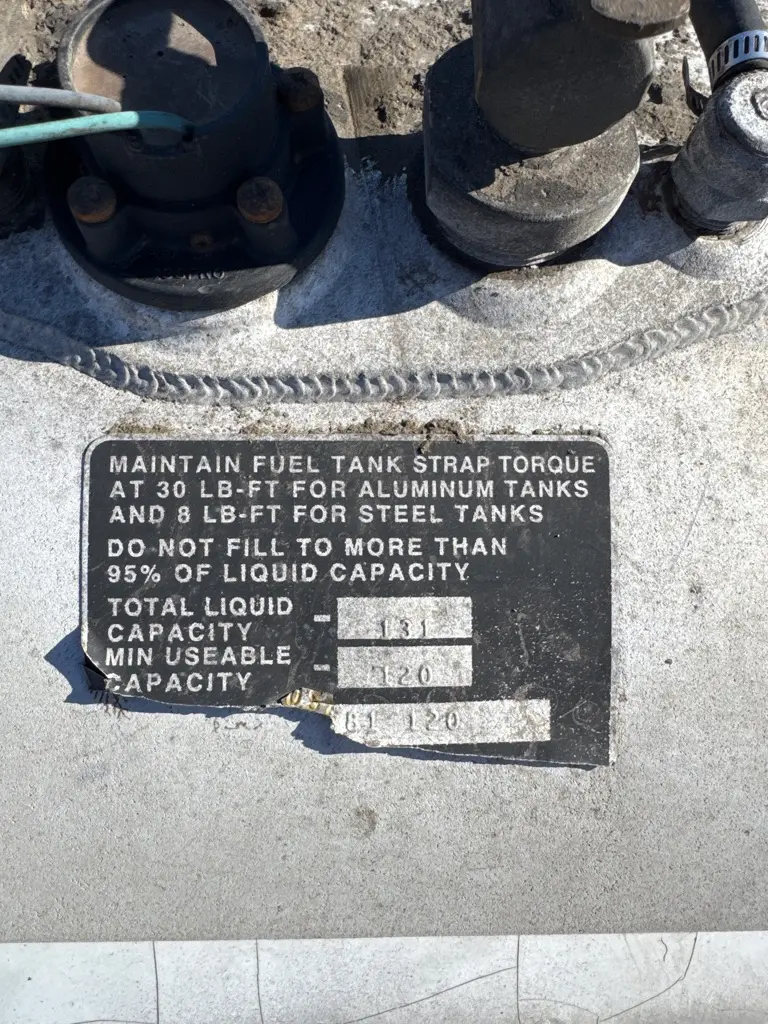 MAINTAIN FUEL TANK STRAP TORQUE
AT 30 LB-FT FOR ALUMINUM TANKS
AND 8 LB-FT FOR STEEL TANKS
DO NOT FILL TO MORE THAN
95% OF LIQUID CAPACITY
TOTAL LIQUID
CAPACITY - 131
MIN USEABLE
CAPACITY - 120
61 120